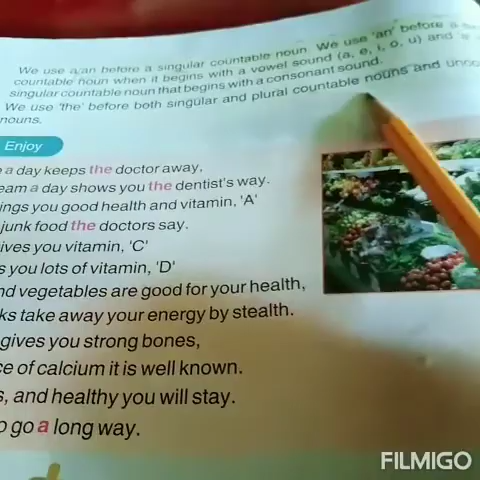 We use a/an before a singular countable noun. We use 'an' before a
countable noun when it begins with a vowel sound (a, e, i, o, u) and 'a'
singular countable noun that begins with a consonant sound.
We use 'the' before both singular and plural countable nouns and unco
nouns.
Enjoy
a day keeps the doctor away,
eam a day shows you the dentist's way.
ings you good health and vitamin, 'A'
junk food the doctors say.
ives you vitamin, 'C'
s you lots of vitamin, 'D'
nd vegetables are good for your health,
ks take away your energy by stealth.
gives you strong bones,
ce of calcium it is well known.
s, and healthy you will stay.
o go a long way.
FILMIGO